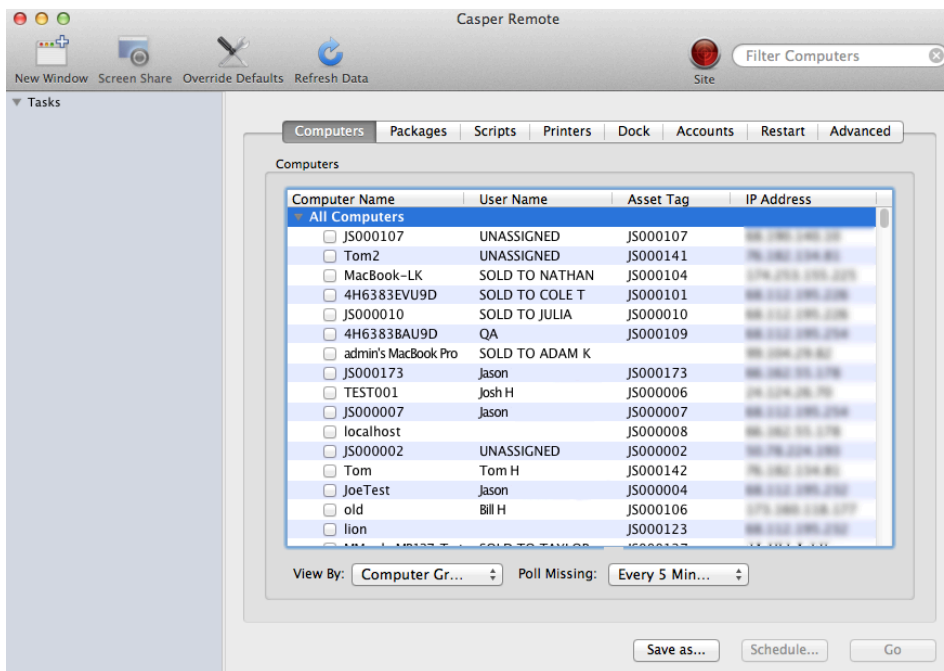 Casper Remote
New Window Screen Share Override Defaults Refresh Data Site Filter Computers
Tasks
Computers Packages Scripts Printers Dock Accounts Restart Advanced
Computers
Computer Name User Name Asset Tag IP Address
All Computers
JS000107 UNASSIGNED JS000107
Tom2 UNASSIGNED JS000141
MacBook-LK SOLD TO NATHAN JS000104
4H6383EVU9D SOLD TO COLE T JS000101
JS000010 SOLD TO JULIA JS000010
4H6383BAU9D QA JS000109
admin's MacBook Pro SOLD TO ADAM K
JS000173 Jason JS000173
TEST001 Josh H JS000006
JS000007 Jason JS000007
localhost JS000008
JS000002 UNASSIGNED JS000002
Tom Tom H JS000142
JoeTest Jason JS000004
old Bill H JS000106
lion JS000123
View By: Computer Gr... Poll Missing: Every 5 Min...
Save as... Schedule... Go